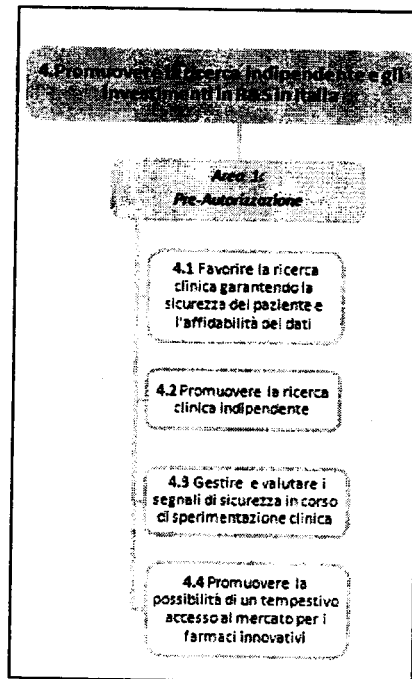 4.Promuovere la ricerca indipendente e gli
investimenti in R&S in Italia
Area 1:
Pre-Autorizzazione
4.1 Favorire la ricerca
clinica garantendo la
sicurezza del paziente e
l'affidabilità dei dati
4.2 Promuovere la ricerca
clinica indipendente
4.3 Gestire e valutare i
segnali di sicurezza in corso
di sperimentazione clinica
4.4 Promuovere la
possibilità di un tempestivo
accesso al mercato per i
farmaci innovativi